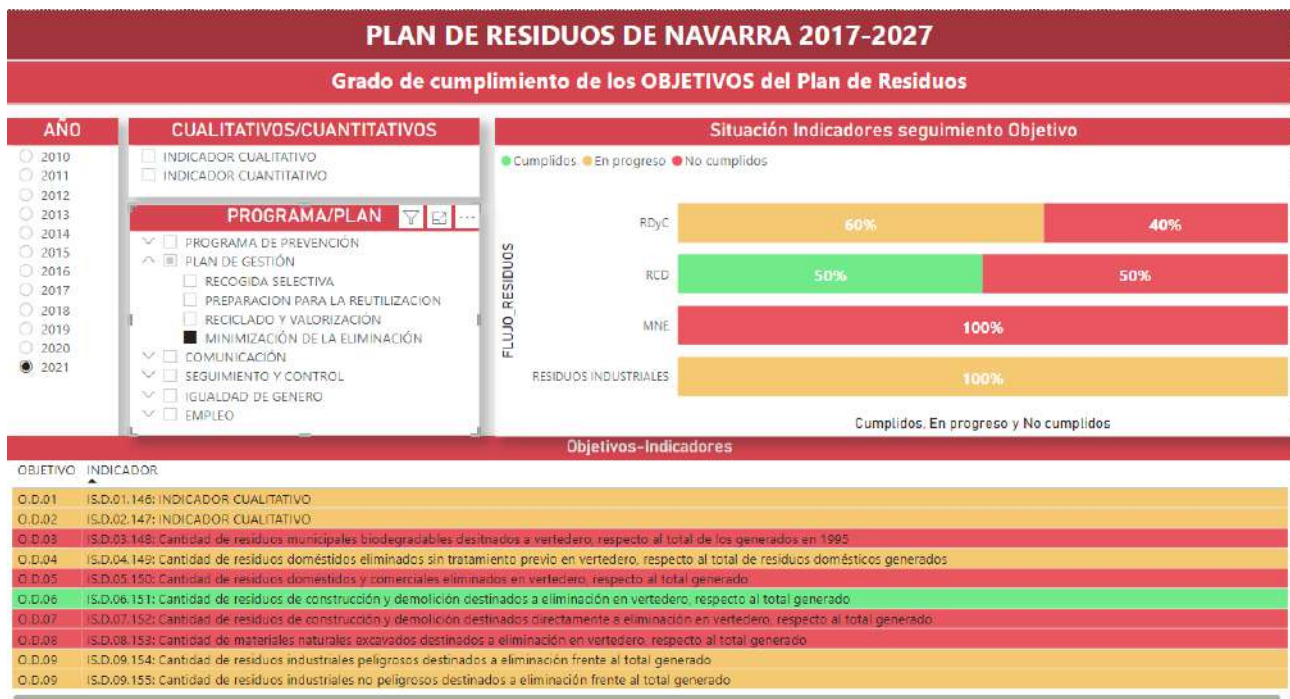 PLAN DE RESIDUOS DE NAVARRA 2017-2027
Grado de cumplimiento de los OBJETIVOS del Plan de Residuos
AÑO
2010
2011
2012
2013
2014
2015
2016
2017
2018
2019
2020
2021
CUALITATIVOS/CUANTITATIVOS
INDICADOR CUALITATIVO
INDICADOR CUANTITATIVO
PROGRAMA/PLAN
PROGRAMA DE PREVENCIÓN
PLAN DE GESTIÓN
RECOGIDA SELECTIVA
PREPARACION PARA LA REUTILIZACION
RECICLADO Y VALORIZACIÓN
MINIMIZACIÓN DE LA ELIMINACIÓN
COMUNICACIÓN
SEGUIMIENTO Y CONTROL
IGUALDAD DE GENERO
EMPLEO
Situación Indicadores seguimiento Objetivo
Cumplidos En progreso No cumplidos
FLUJO_RESIDUOS
RDyC 60% 40%
RCD 50% 50%
MNE 100%
RESIDUOS INDUSTRIALES 100%
Cumplidos, En progreso y No cumplidos
Objetivos-Indicadores
OBJETIVO INDICADOR
O.D.01 IS.D.01.146: INDICADOR CUALITATIVO
O.D.02 IS.D.02.147: INDICADOR CUALITATIVO
O.D.03 IS.D.03.148: Cantidad de residuos municipales biodegradables desitnados a vertedero, respecto al total de los generados en 1995
O.D.04 IS.D.04.149: Cantidad de residuos doméstidos eliminados sin tratamiento previo en vertedero, respecto al total de residuos domésticos generados
O.D.05 IS.D.05.150: Cantidad de residuos doméstidos y comerciales eliminados en vertedero, respecto al total generado
O.D.06 IS.D.06.151: Cantidad de residuos de construcción y demolición destinados a eliminación en vertedero, respecto al total generado
O.D.07 IS.D.07.152: Cantidad de residuos de construcción y demolición destinados directamente a eliminación en vertedero, respecto al total generado
O.D.08 IS.D.08.153: Cantidad de materiales naturales excavados destinados a eliminación en vertedero, respecto al total generado
O.D.09 IS.D.09.154: Cantidad de residuos industriales peligrosos destinados a eliminación frente al total generado
O.D.09 IS.D.09.155: Cantidad de residuos industriales no peligrosos destinados a eliminación frente al total generado